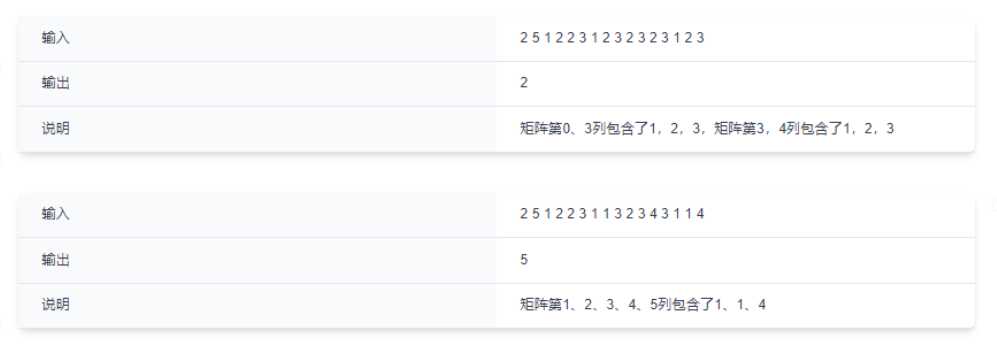 输入 2 5 1 2 2 3 1 2 3 2 3 2 3 1 2 3
输出 2
说明 矩阵第0、3列包含了1，2，3，矩阵第3，4列包含了1，2，3
输入 2 5 1 2 2 3 1 1 3 2 3 4 3 1 1 4
输出 5
说明 矩阵第1、2、3、4、5列包含了1、1、4